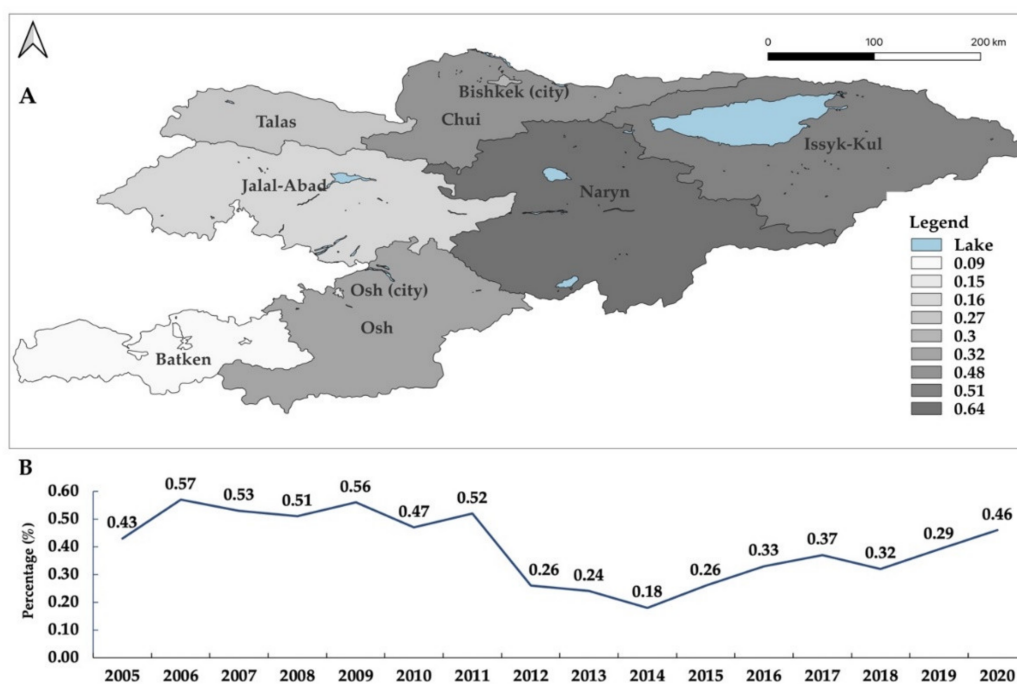 0 100 200 km
A
Bishkek (city)
Talas
Chui
Issyk-Kul
Jalal-Abad
Naryn
Legend
Lake
0.09
0.15
0.16
0.27
0.3
0.32
0.48
0.51
0.64
Osh (city)
Osh
Batken
B
Percentage (%)
0.60
0.50
0.40
0.30
0.20
0.10
0.00
0.43 0.57 0.53 0.51 0.56 0.47 0.52 0.26 0.24 0.18 0.26 0.33 0.37 0.32 0.29 0.46
2005 2006 2007 2008 2009 2010 2011 2012 2013 2014 2015 2016 2017 2018 2019 2020